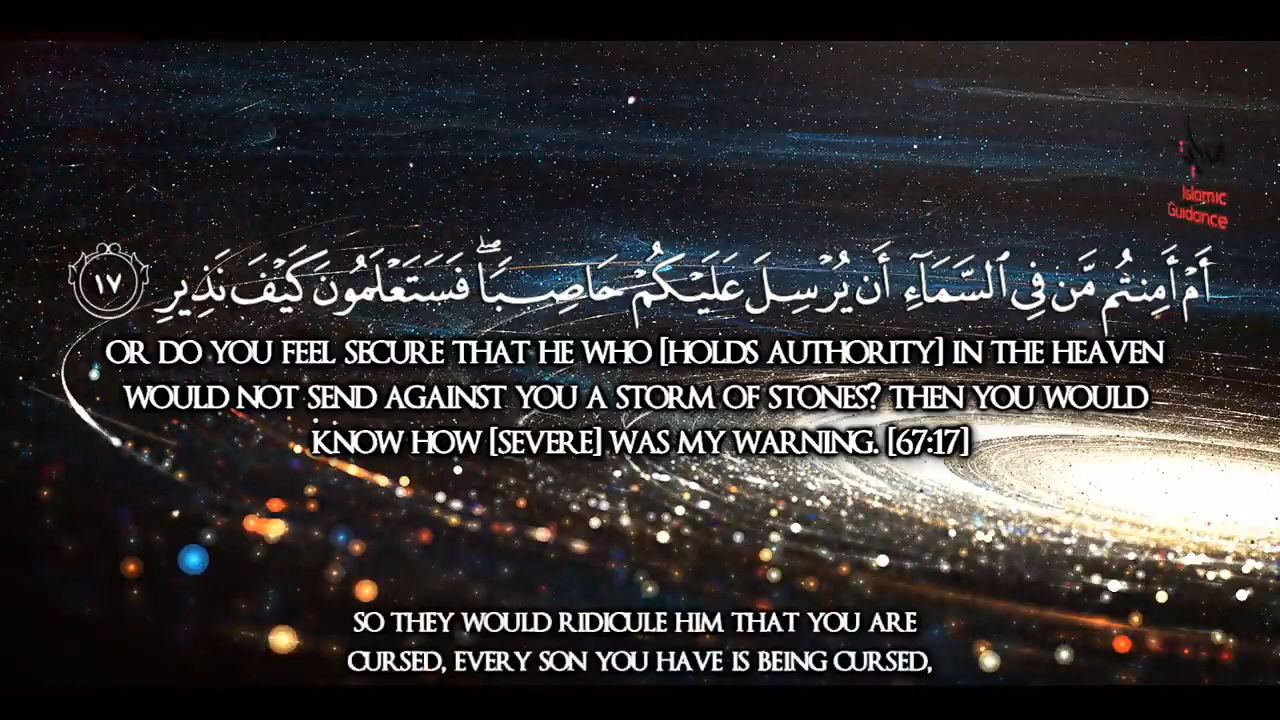 أَمْ أَمِنتُم مَّن فِي ٱلسَّمَآءِ أَن يُرْسِلَ عَلَيْكُمْ حَاصِبًاۖ فَسَتَعْلَمُونَ كَيْفَ نَذِيرِ ١٧
OR DO YOU FEEL SECURE THAT HE WHO [HOLDS AUTHORITY] IN THE HEAVEN
WOULD NOT SEND AGAINST YOU A STORM OF STONES? THEN YOU WOULD
KNOW HOW [SEVERE] WAS MY WARNING. [67:17]
Islamic
Guidance
SO THEY WOULD RIDICULE HIM THAT YOU ARE
CURSED, EVERY SON YOU HAVE IS BEING CURSED,